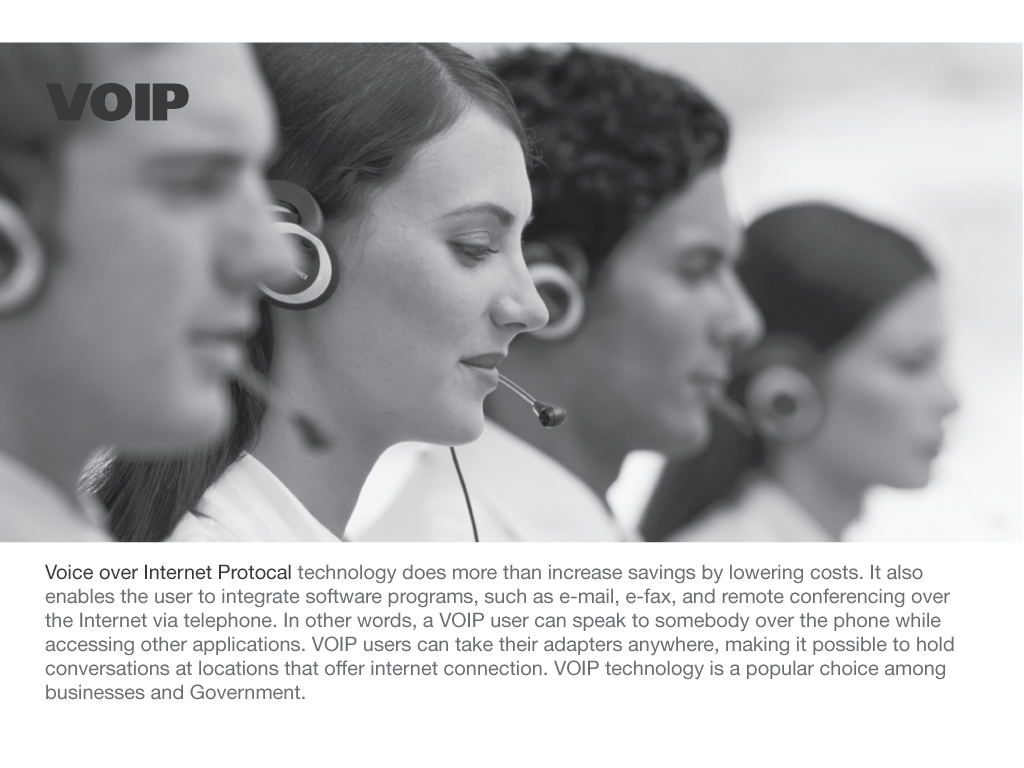 VOIP
Voice over Internet Protocal technology does more than increase savings by lowering costs. It also
enables the user to integrate software programs, such as e-mail, e-fax, and remote conferencing over
the Internet via telephone. In other words, a VOIP user can speak to somebody over the phone while
accessing other applications. VOIP users can take their adapters anywhere, making it possible to hold
conversations at locations that offer internet connection. VOIP technology is a popular choice among
businesses and Government.